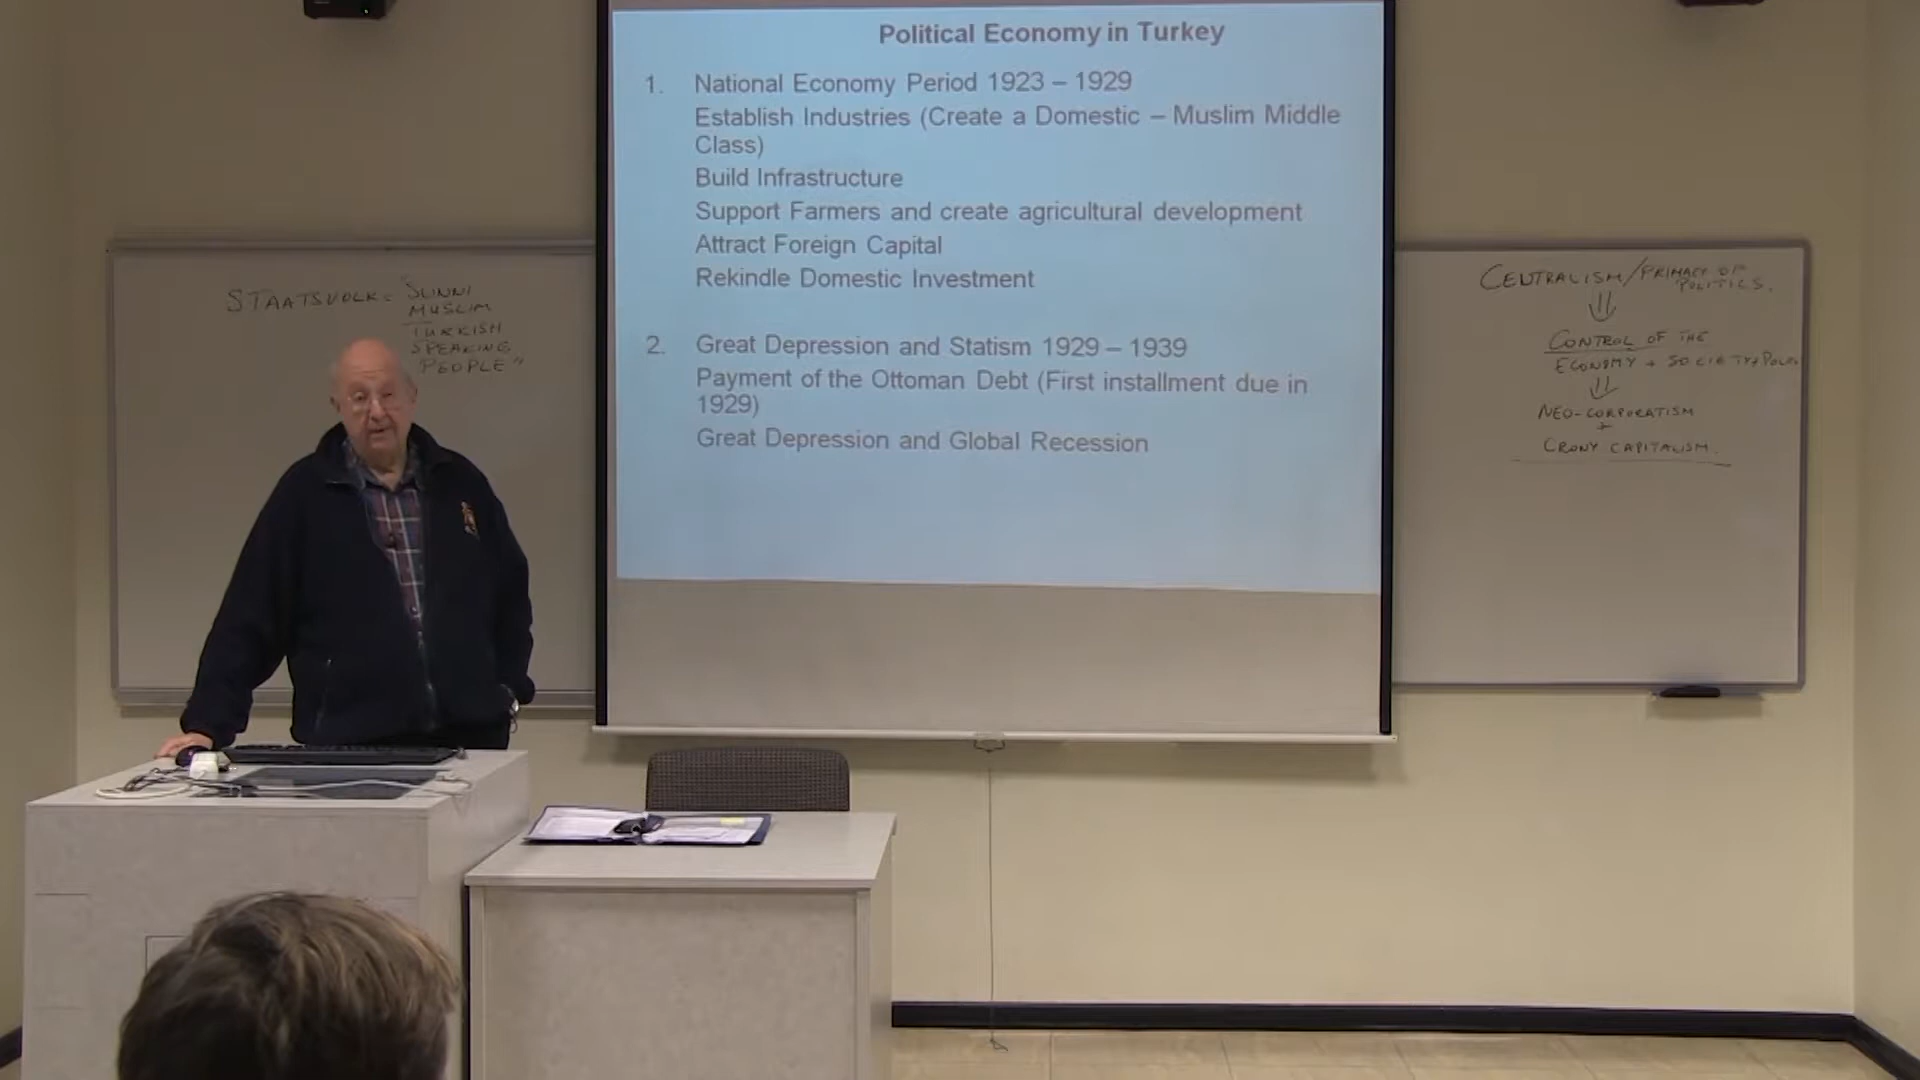 Political Economy in Turkey
1. National Economy Period 1923 – 1929
Establish Industries (Create a Domestic – Muslim Middle
Class)
Build Infrastructure
Support Farmers and create agricultural development
Attract Foreign Capital
Rekindle Domestic Investment
2. Great Depression and Statism 1929 – 1939
Payment of the Ottoman Debt (First installment due in
1929)
Great Depression and Global Recession
STAATSVOLK = "SUNNI
MUSLIM
TURKISH
SPEAKING
PEOPLE"
CENTRALISM/PRIMACY OF
POLITICS.
⇓
CONTROL OF THE
ECONOMY + SOCIETY +
⇓
NEO-CORPORATISM
+
CRONY CAPITALISM.